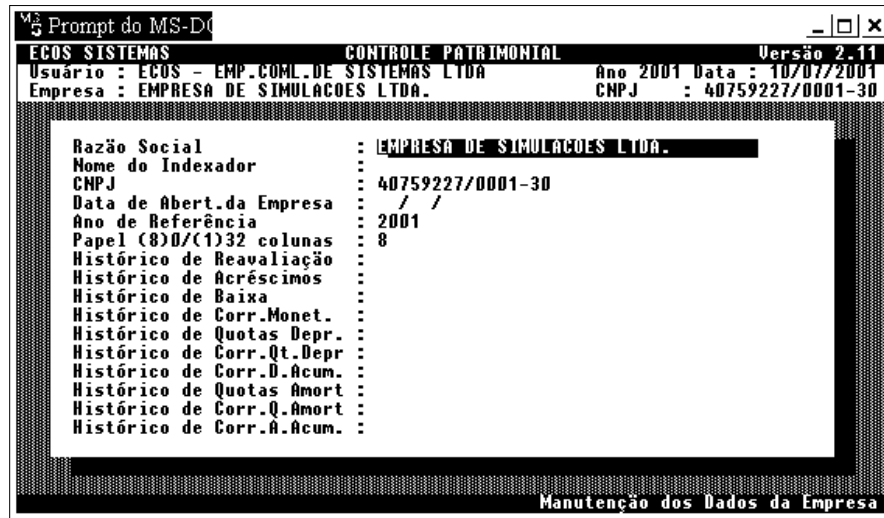 Prompt do MS-DO
ECOS SISTEMAS CONTROLE PATRIMONIAL Versão 2.11
Usuário : ECOS - EMP.COML.DE SISTEMAS LTDA Ano 2001 Data : 10/07/2001
Empresa : EMPRESA DE SIMULACOES LTDA. CNPJ : 40759227/0001-30
Razão Social : EMPRESA DE SIMULACOES LTDA.
Nome do Indexador :
CNPJ : 40759227/0001-30
Data de Abert.da Empresa : / /
Ano de Referência : 2001
Papel (8)0/(1)32 colunas : 8
Histórico de Reavaliação :
Histórico de Acréscimos :
Histórico de Baixa :
Histórico de Corr.Monet. :
Histórico de Quotas Depr. :
Histórico de Corr.Qt.Depr :
Histórico de Corr.D.Acum. :
Histórico de Quotas Amort :
Histórico de Corr.Q.Amort :
Histórico de Corr.A.Acum. :
Manutenção dos Dados da Empresa